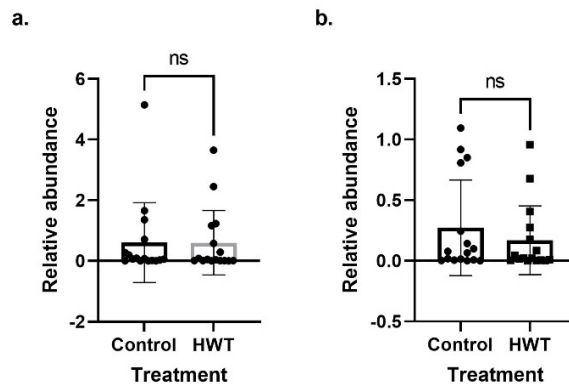 a.
ns
Relative abundance
6
4
2
0
-2
Control HWT
Treatment
b.
ns
Relative abundance
1.5
1.0
0.5
0.0
-0.5
Control HWT
Treatment